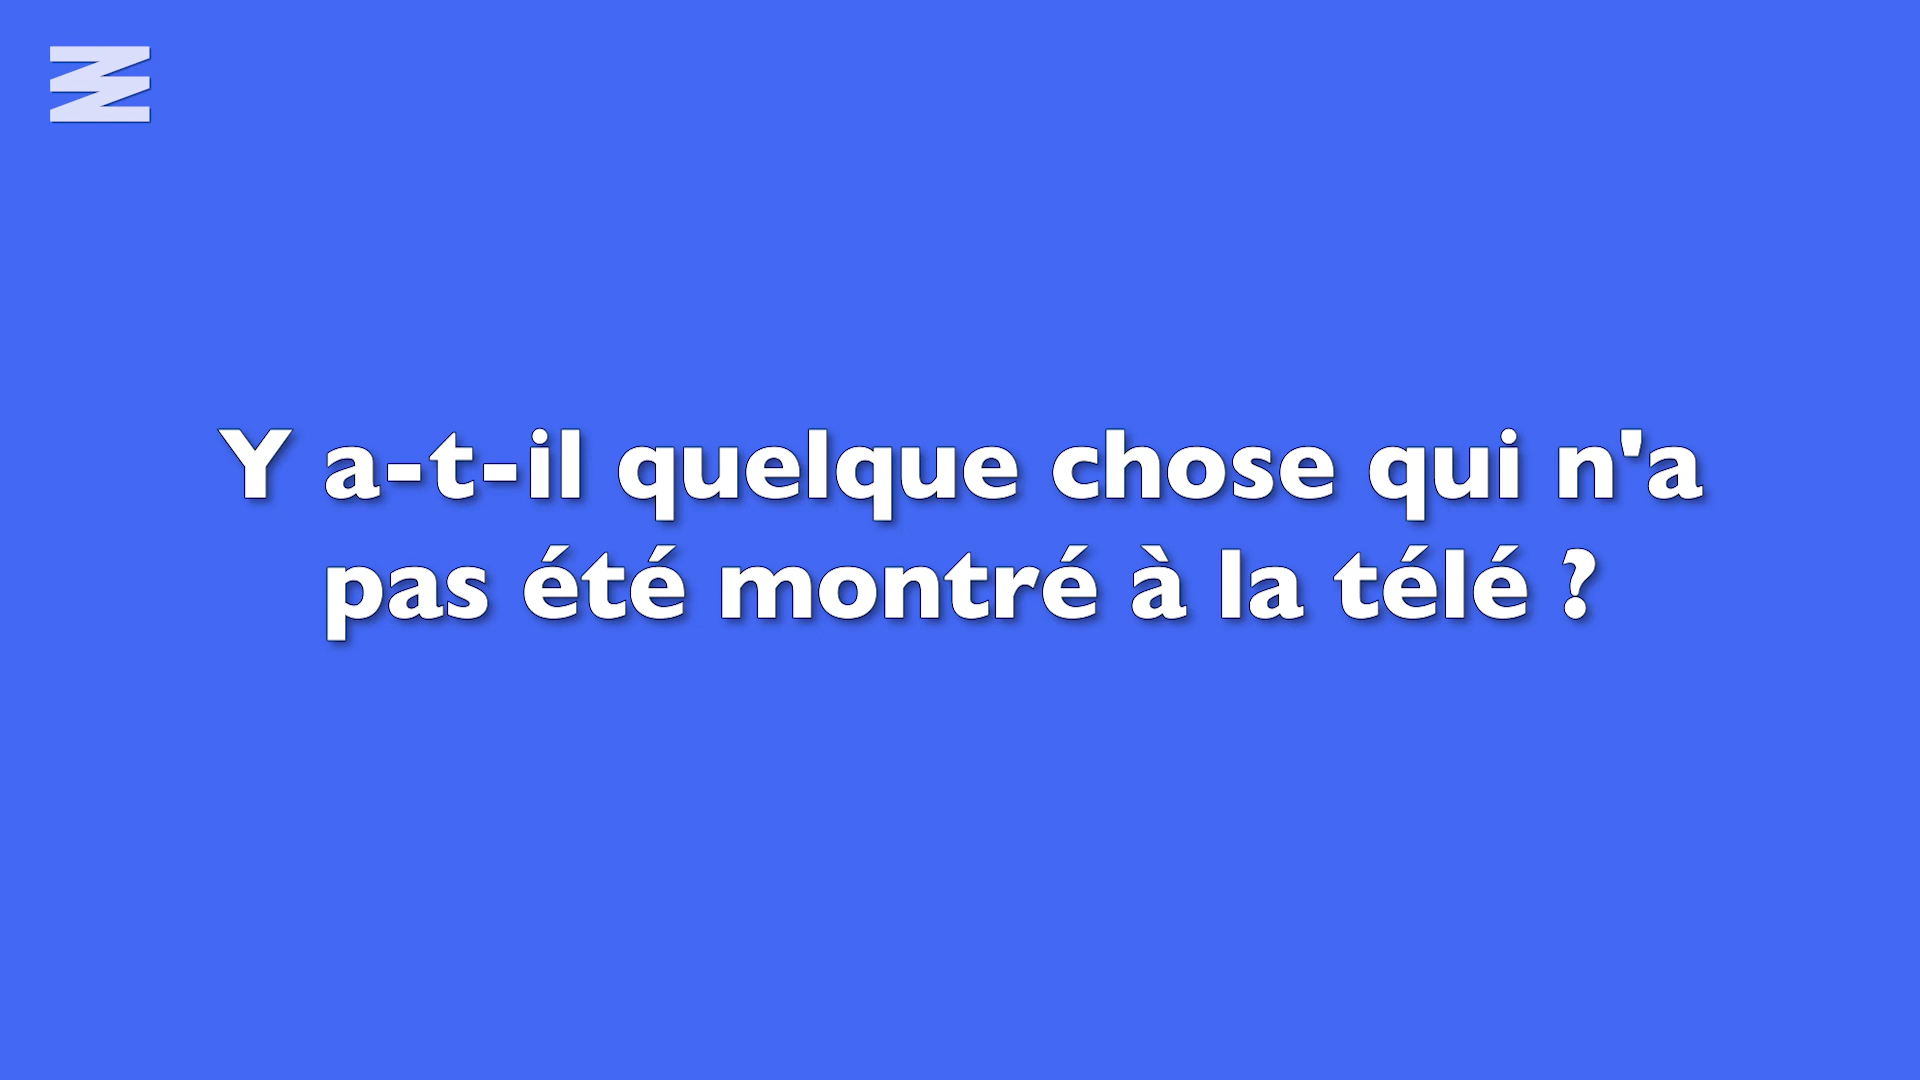 Y a-t-il quelque chose qui n'a
pas été montré à la télé ?